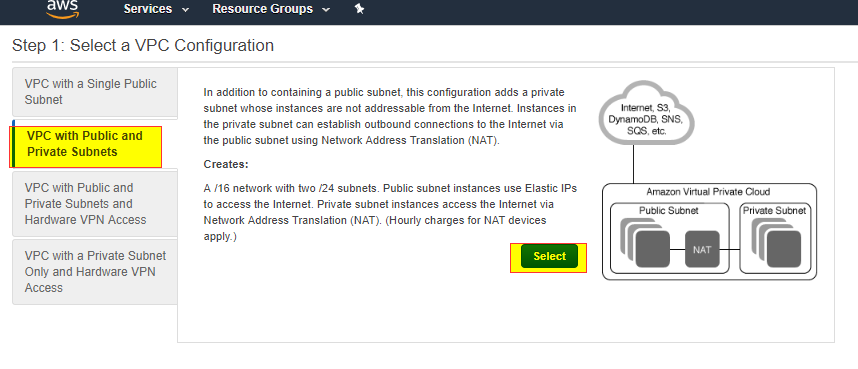 aws
Services
Resource Groups
Step 1: Select a VPC Configuration
VPC with a Single Public
Subnet
VPC with Public and
Private Subnets
VPC with Public and
Private Subnets and
Hardware VPN Access
VPC with a Private Subnet
Only and Hardware VPN
Access
In addition to containing a public subnet, this configuration adds a private
subnet whose instances are not addressable from the Internet. Instances in
the private subnet can establish outbound connections to the Internet via
the public subnet using Network Address Translation (NAT).
Creates:
A /16 network with two /24 subnets. Public subnet instances use Elastic IPs
to access the Internet. Private subnet instances access the Internet via
Network Address Translation (NAT). (Hourly charges for NAT devices
apply.)
Select
Internet, S3,
DynamoDB, SNS,
SQS, etc.
Amazon Virtual Private Cloud
Public Subnet
Private Subnet
NAT